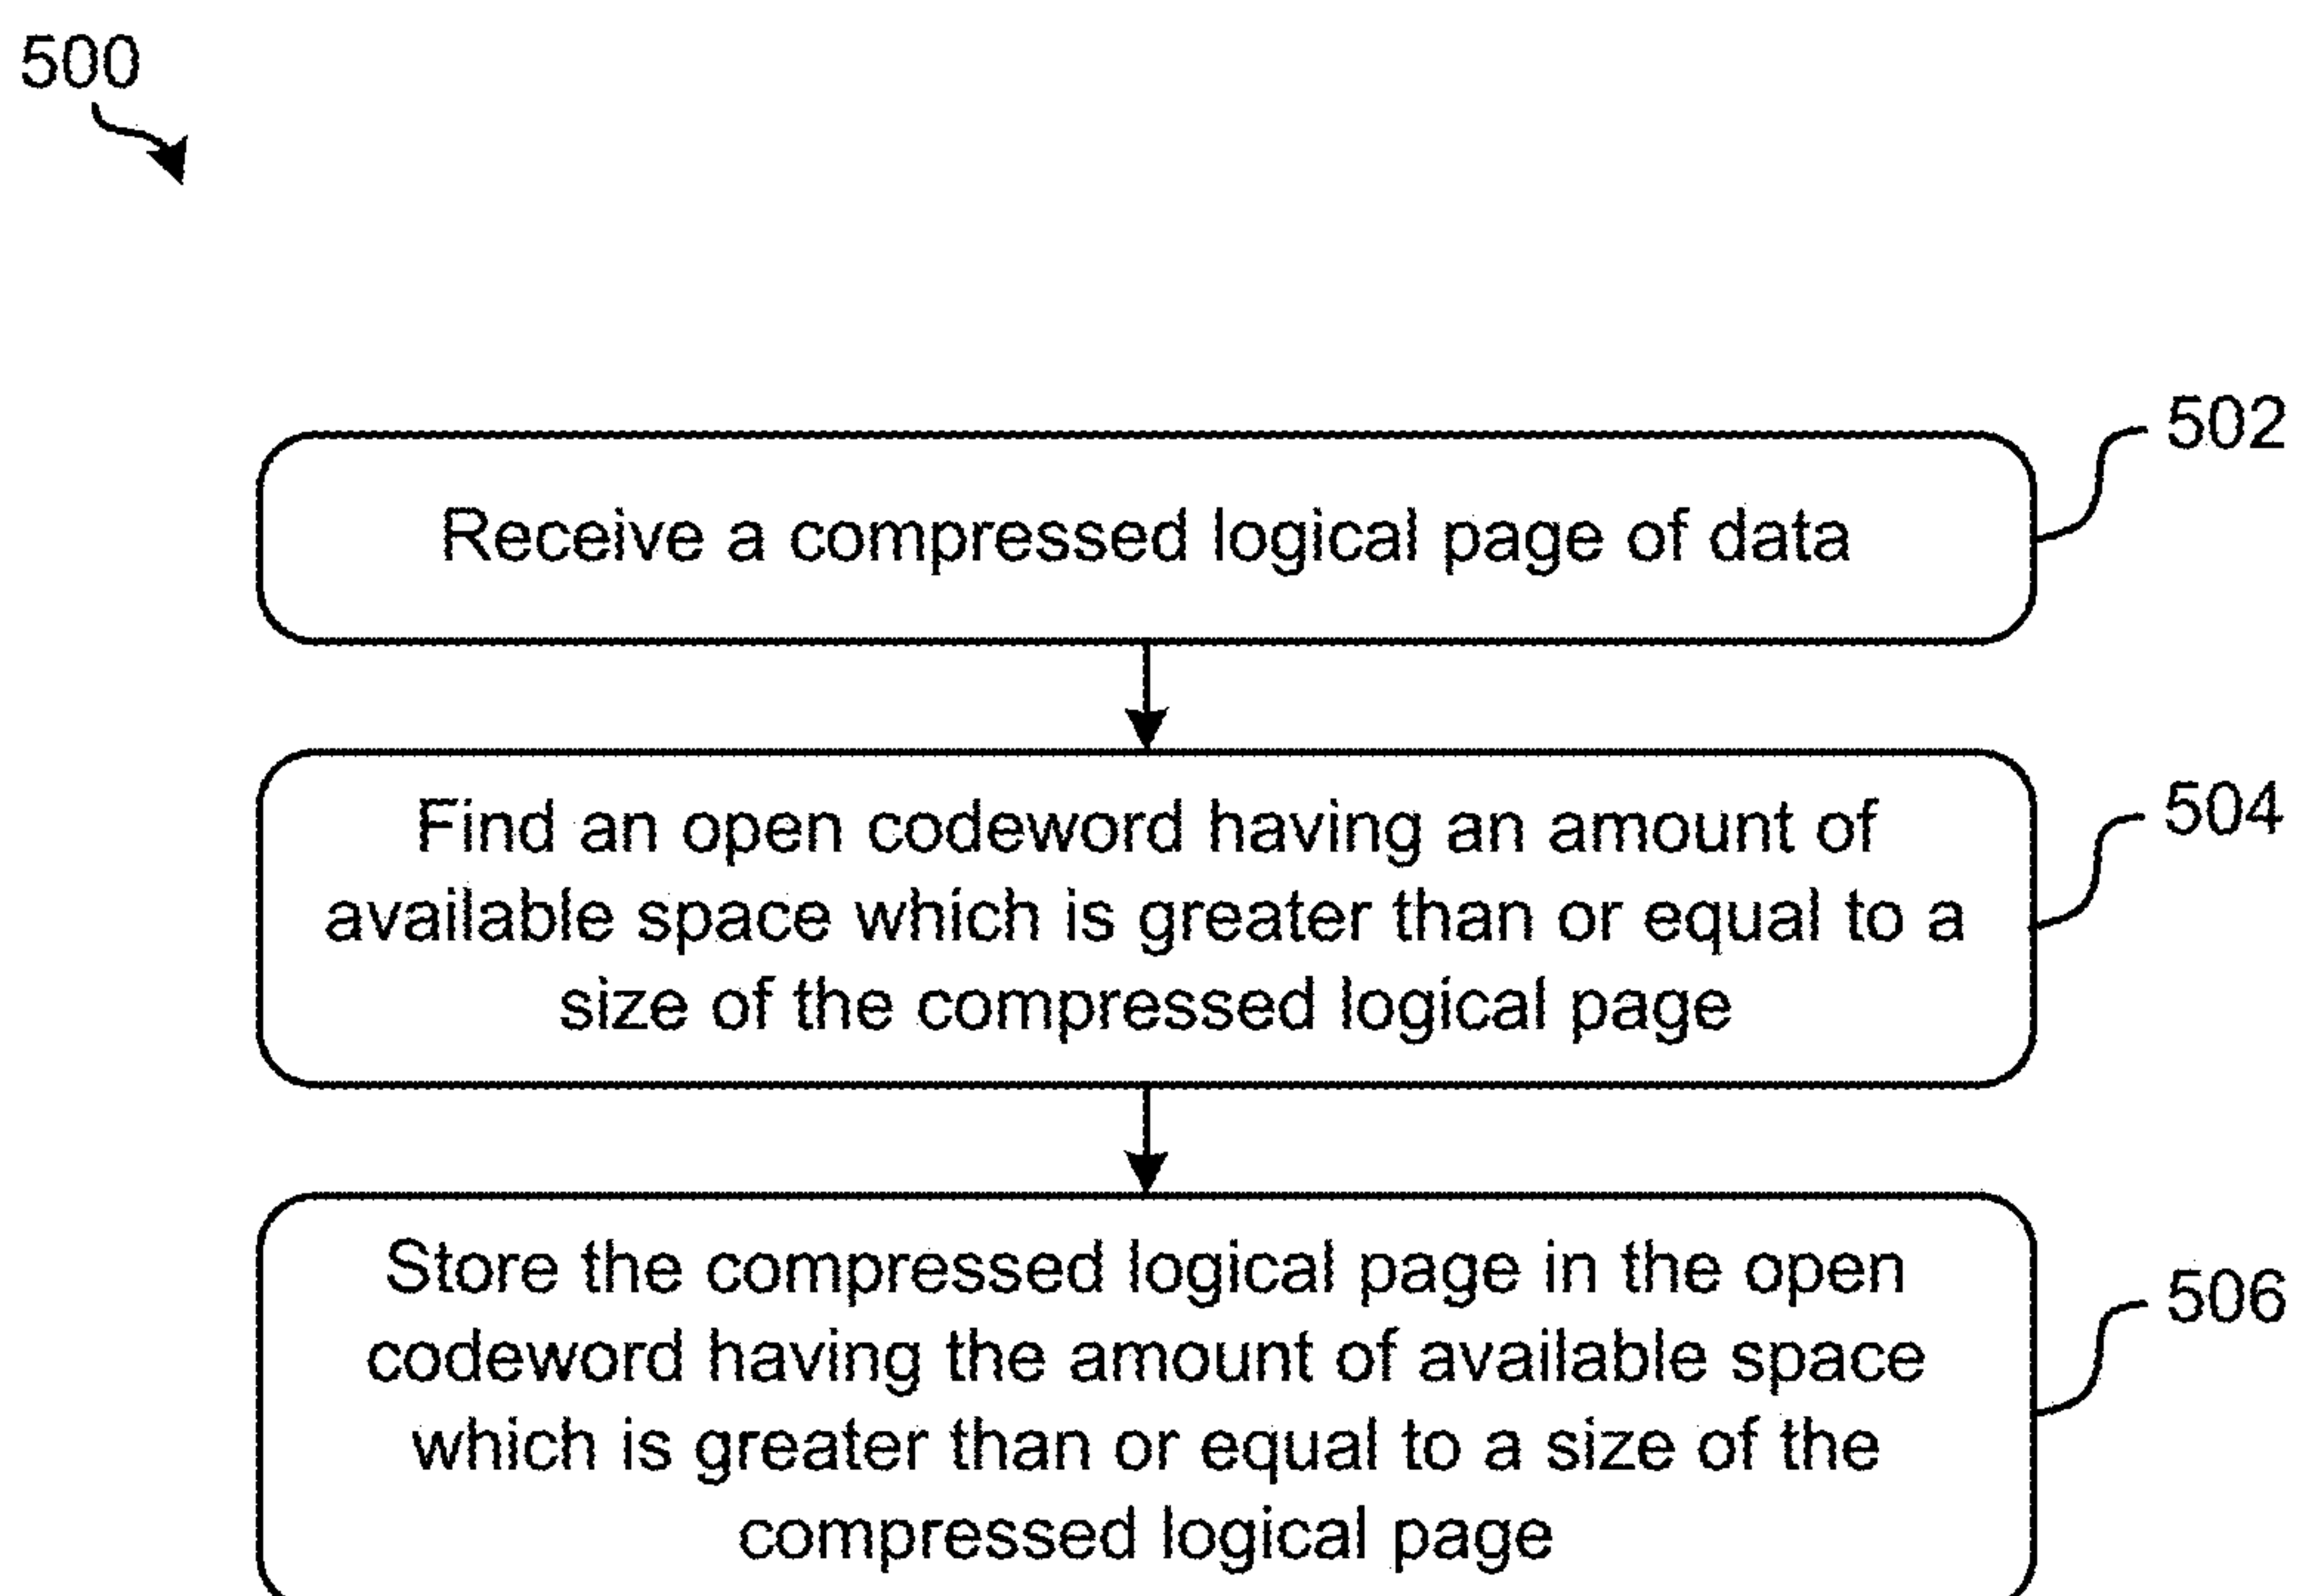 500
502
Receive a compressed logical page of data
504
Find an open codeword having an amount of
available space which is greater than or equal to a
size of the compressed logical page
506
Store the compressed logical page in the open
codeword having the amount of available space
which is greater than or equal to a size of the
compressed logical page